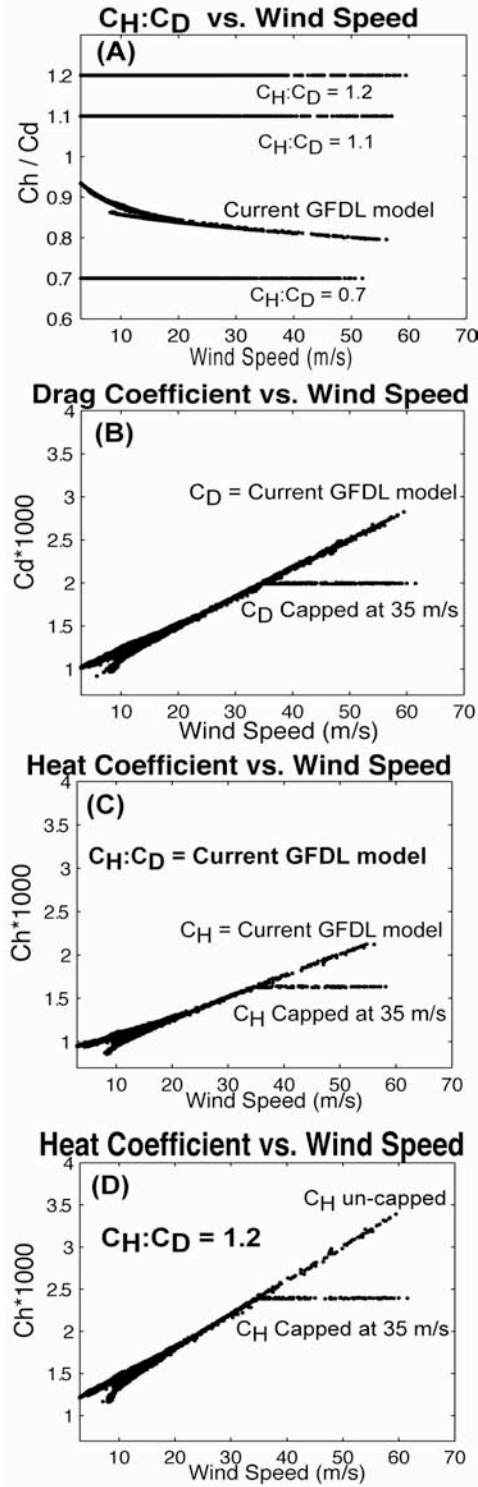 CH:CD vs. Wind Speed
(A)
1.2
CH:CD = 1.2
1.1
CH:CD = 1.1
1
Ch / Cd
0.9
Current GFDL model
0.8
0.7
CH:CD = 0.7
0.6
10 20 30 40 50 60 70
Wind Speed (m/s)
Drag Coefficient vs. Wind Speed
4
(B)
3.5
CD = Current GFDL model
3
Cd*1000
2.5
2
CD Capped at 35 m/s
1.5
1
10 20 30 40 50 60 70
Wind Speed (m/s)
Heat Coefficient vs. Wind Speed
4
(C)
3.5
CH:CD = Current GFDL model
3
Ch*1000
2.5
CH = Current GFDL model
2
1.5
CH Capped at 35 m/s
1
10 20 30 40 50 60 70
Wind Speed (m/s)
Heat Coefficient vs. Wind Speed
4
(D)
CH un-capped
3.5
CH:CD = 1.2
3
Ch*1000
2.5
2
CH Capped at 35 m/s
1.5
1
10 20 30 40 50 60 70
Wind Speed (m/s)